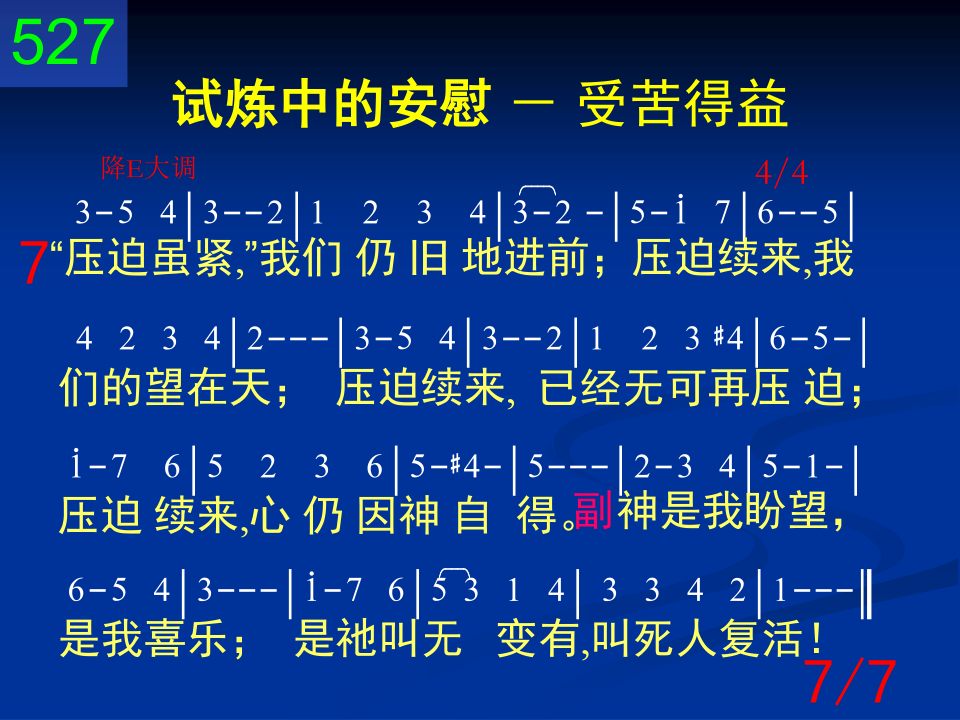 527
试炼中的安慰 － 受苦得益
降E大调 4/4
3-5 4|3--2|1 2 3 4|3-2 -|5-i 7|6--5|
7 “压迫虽紧,”我们 仍 旧 地进前；压迫续来,我
4 2 3 4|2---|3-5 4|3--2|1 2 3 #4|6-5-|
们的望在天； 压迫续来, 已经无可再压 迫；
i-7 6|5 2 3 6|5-#4-|5---|2-3 4|5-1-|
压迫 续来,心 仍 因神 自 得。副神是我盼望，
6-5 4|3---|i-7 6|5 3 1 4| 3 3 4 2|1---‖
是我喜乐； 是祂叫无 变有,叫死人复活！
7/7